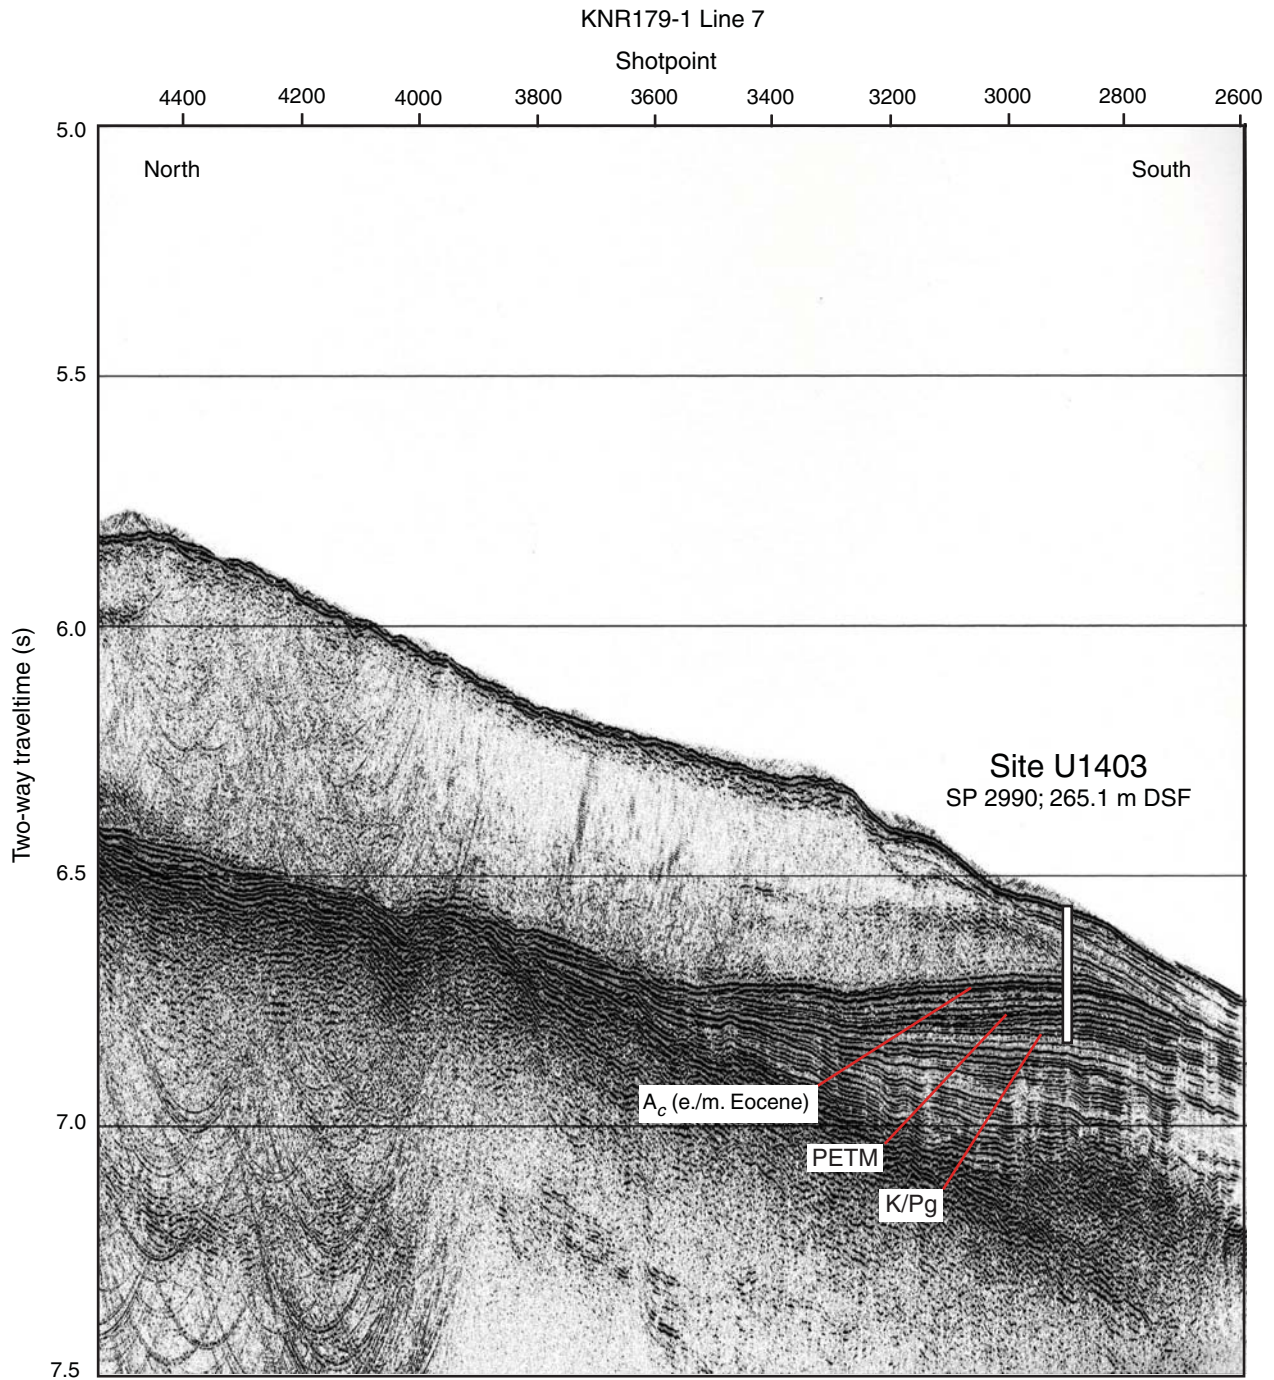 KNR179-1 Line 7
Shotpoint
4400 4200 4000 3800 3600 3400 3200 3000 2800 2600
5.0
North South
5.5
6.0
Two-way traveltime (s)
Site U1403
SP 2990; 265.1 m DSF
6.5
A_c (e./m. Eocene)
7.0
PETM
K/Pg
7.5